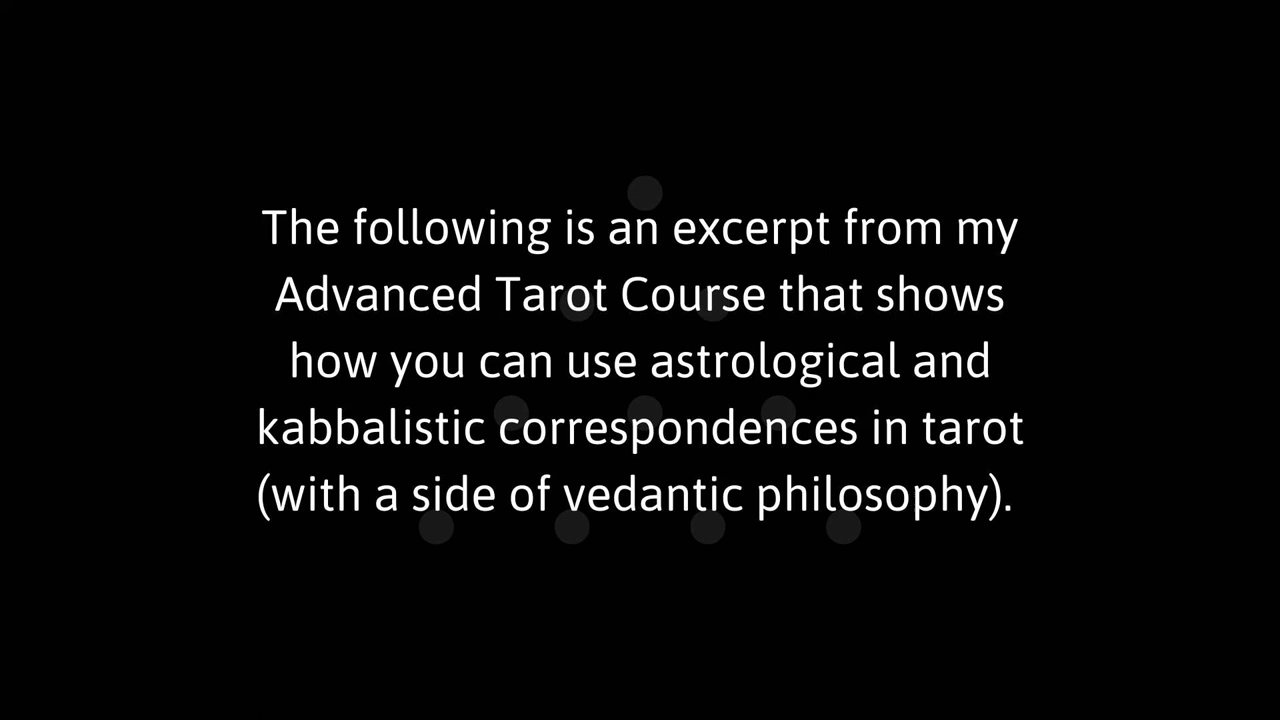 The following is an excerpt from my
Advanced Tarot Course that shows
how you can use astrological and
kabbalistic correspondences in tarot
(with a side of vedantic philosophy).